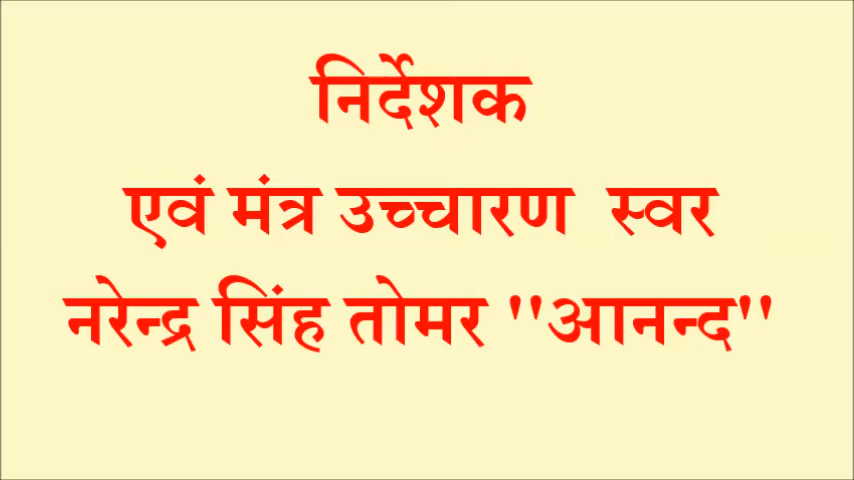 निर्देशक
एवं मंत्र उच्चारण स्वर
नरेन्द्र सिंह तोमर "आनन्द"